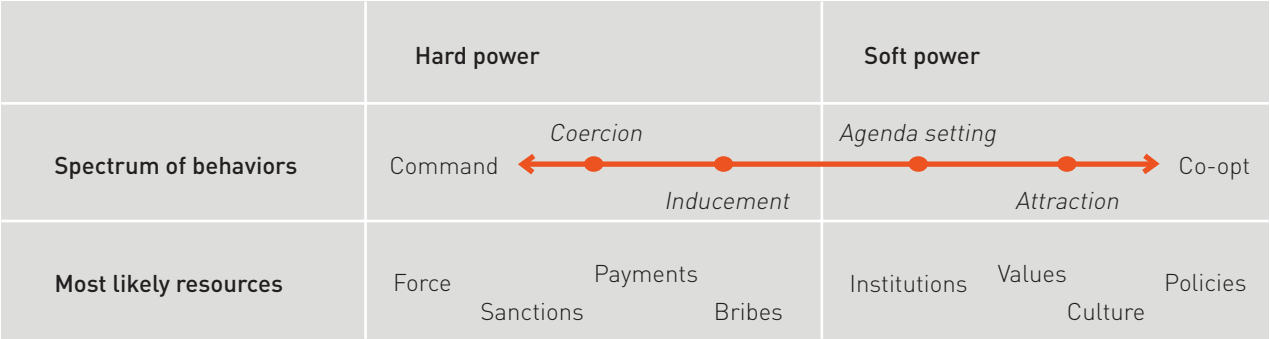 Hard power
Soft power
Spectrum of behaviors
Command
Coercion
Inducement
Agenda setting
Attraction
Co-opt
Most likely resources
Force
Sanctions
Payments
Bribes
Institutions
Values
Culture
Policies